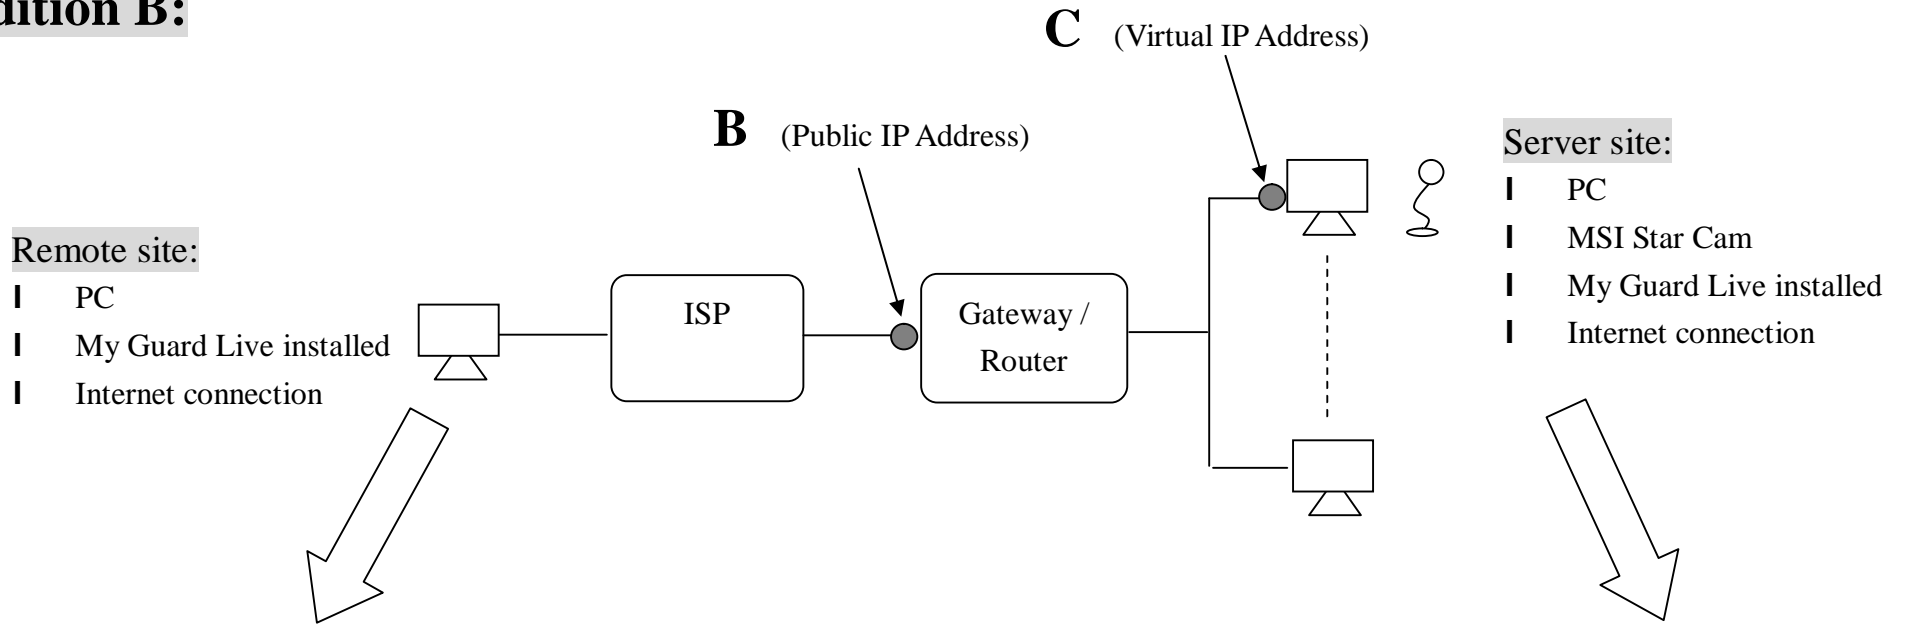 dition B:
C (Virtual IP Address)
B (Public IP Address)
Remote site:
l PC
l My Guard Live installed
l Internet connection
ISP
Gateway /
Router
Server site:
l PC
l MSI Star Cam
l My Guard Live installed
l Internet connection